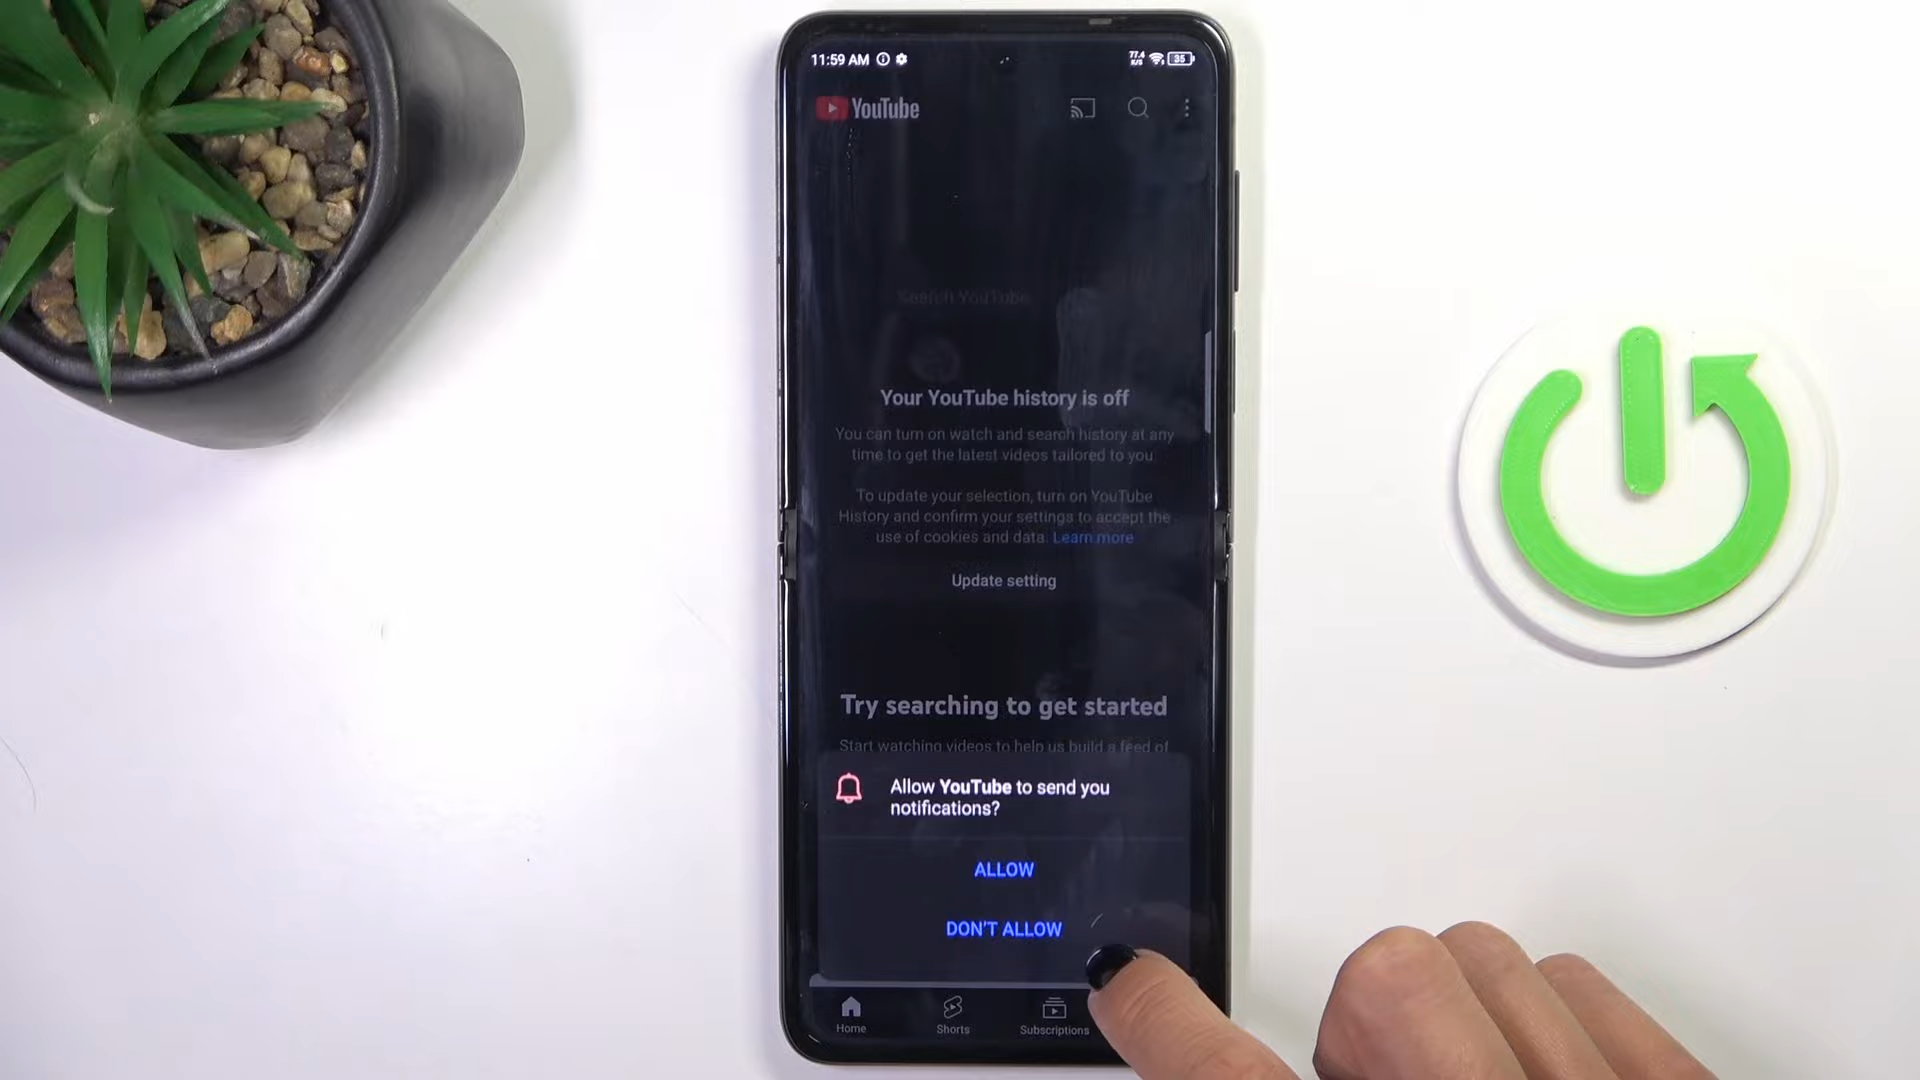 11:59 AM
77.4
K/S
35
YouTube
Search YouTube
Your YouTube history is off
You can turn on watch and search history at any
time to get the latest videos tailored to you.
To update your selection, turn on YouTube
History and confirm your settings to accept the
use of cookies and data. Learn more
Update setting
Try searching to get started
Start watching videos to help us build a feed of
Allow YouTube to send you
notifications?
ALLOW
DON'T ALLOW
Home
Shorts
Subscriptions